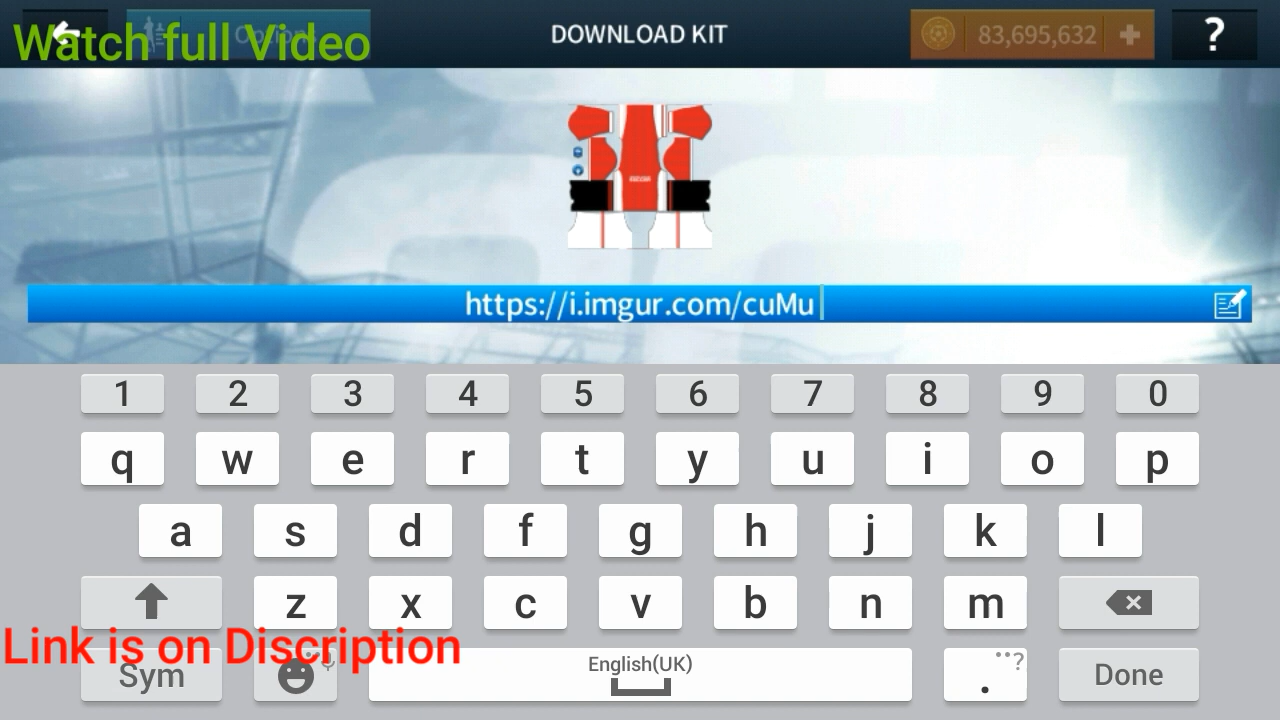 Watch full Video
DOWNLOAD KIT
83,695,632 +
?
https://i.imgur.com/cuMu
1 2 3 4 5 6 7 8 9 0
q w e r t y u i o p
a s d f g h j k l
z x c v b n m
Link is on Discription
Sym
English(UK)
. ?
Done